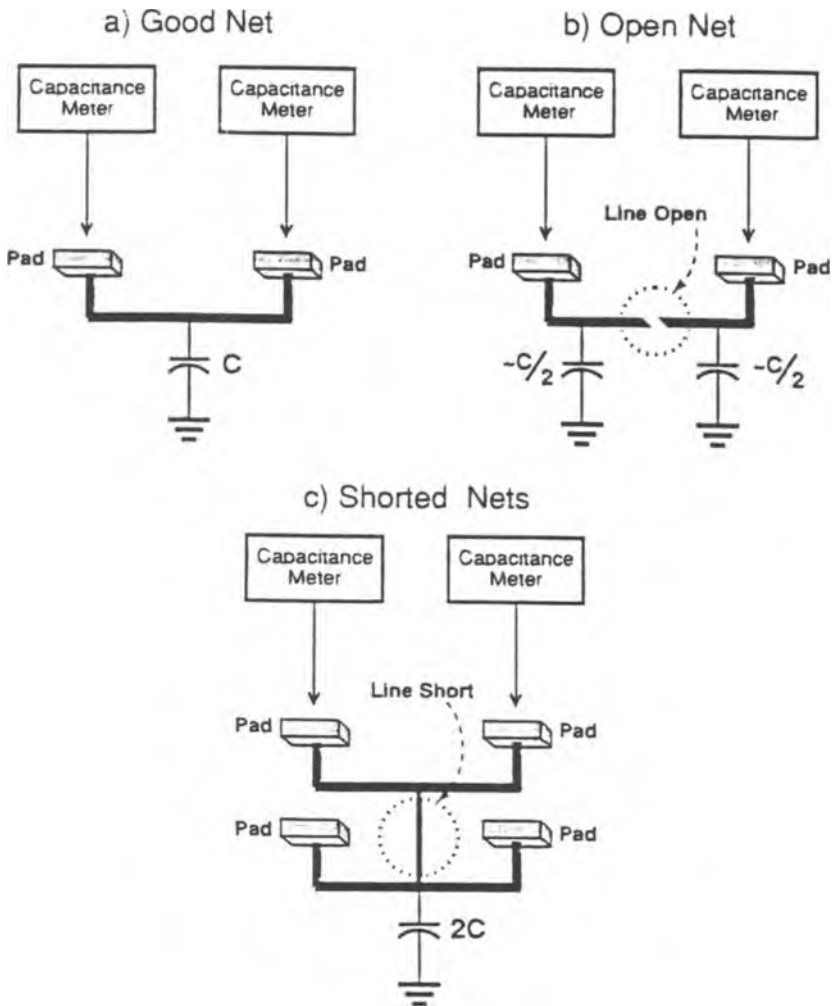 a) Good Net
Capacitance
Meter
Capacitance
Meter
Pad
Pad
C
b) Open Net
Capacitance
Meter
Capacitance
Meter
Line Open
Pad
Pad
~C/2
~C/2
c) Shorted Nets
Capacitance
Meter
Capacitance
Meter
Line Short
Pad
Pad
Pad
Pad
2C